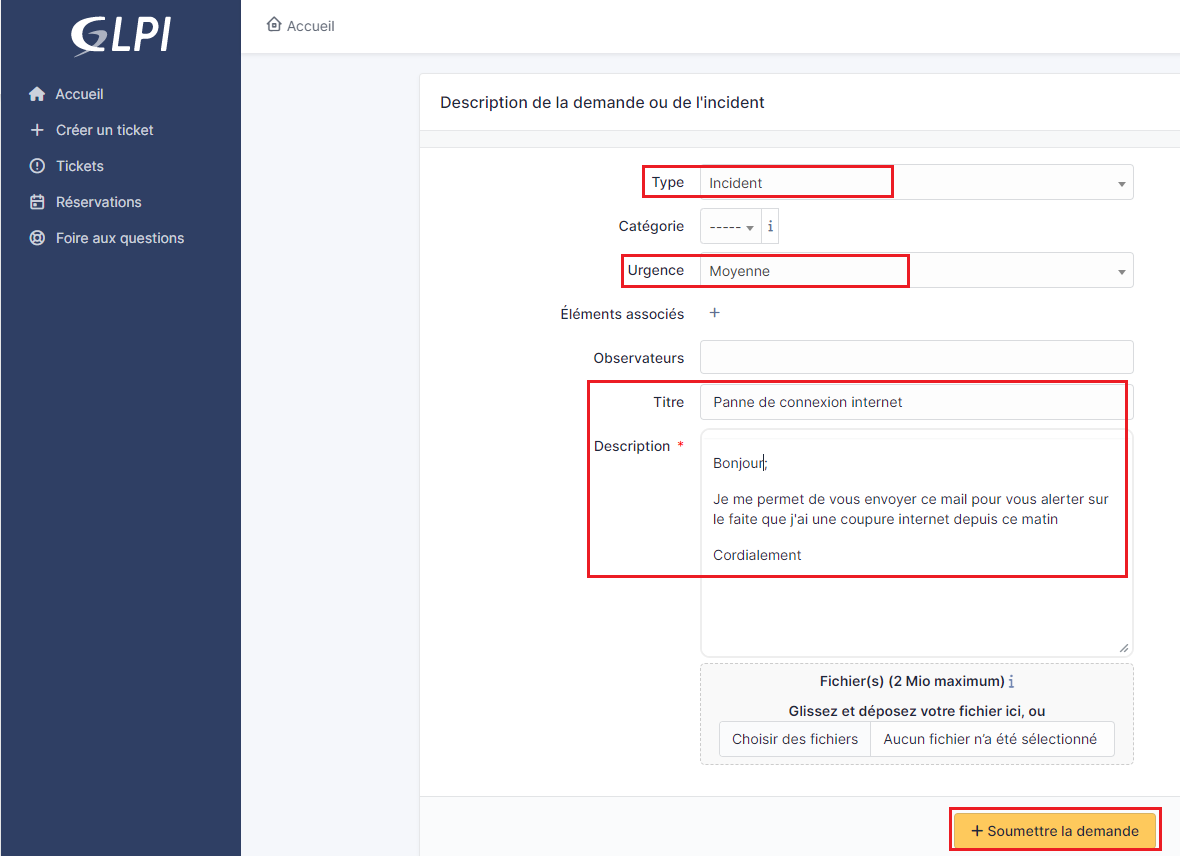 GLPI
Accueil
Créer un ticket
Tickets
Réservations
Foire aux questions
Accueil
Description de la demande ou de l'incident
Type Incident
Catégorie -----
Urgence Moyenne
Éléments associés +
Observateurs
Titre Panne de connexion internet
Description *
Bonjour;
Je me permet de vous envoyer ce mail pour vous alerter sur
le faite que j'ai une coupure internet depuis ce matin
Cordialement
Fichier(s) (2 Mio maximum)
Glissez et déposez votre fichier ici, ou
Choisir des fichiers Aucun fichier n’a été sélectionné
+ Soumettre la demande